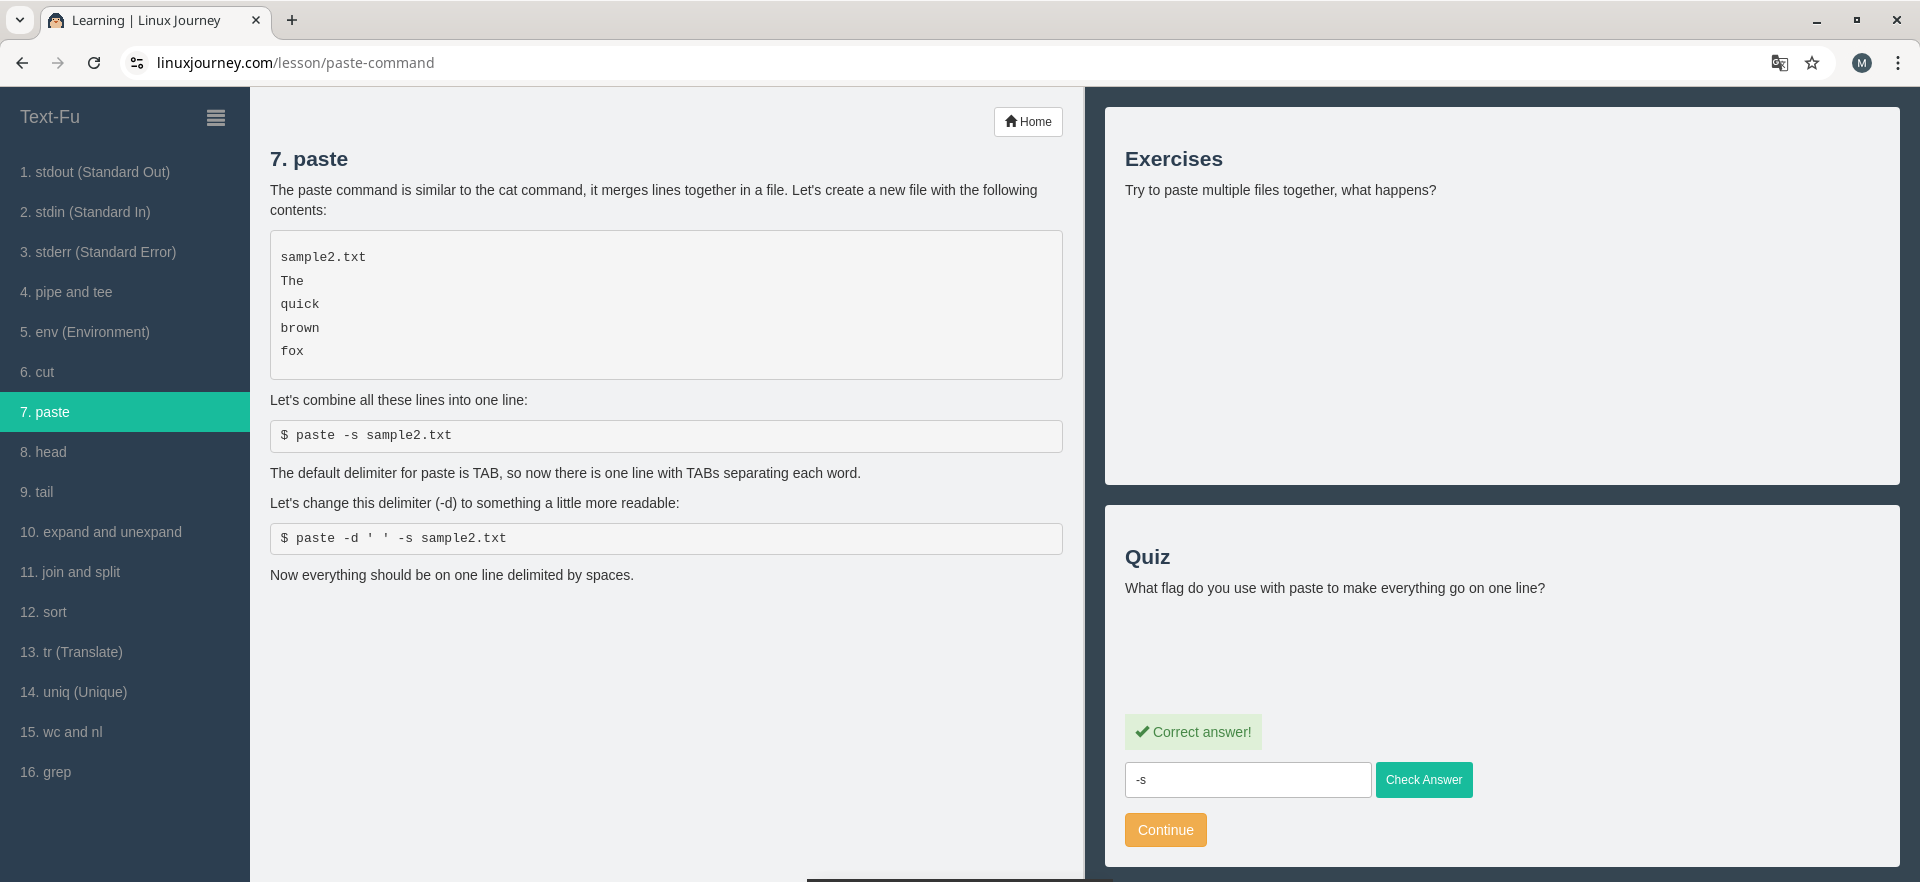 Learning | Linux Journey
linuxjourney.com/lesson/paste-command
M
Text-Fu
1. stdout (Standard Out)
2. stdin (Standard In)
3. stderr (Standard Error)
4. pipe and tee
5. env (Environment)
6. cut
7. paste
8. head
9. tail
10. expand and unexpand
11. join and split
12. sort
13. tr (Translate)
14. uniq (Unique)
15. wc and nl
16. grep
Home
7. paste
The paste command is similar to the cat command, it merges lines together in a file. Let's create a new file with the following
contents:
sample2.txt
The
quick
brown
fox
Let's combine all these lines into one line:
$ paste -s sample2.txt
The default delimiter for paste is TAB, so now there is one line with TABs separating each word.
Let's change this delimiter (-d) to something a little more readable:
$ paste -d ' ' -s sample2.txt
Now everything should be on one line delimited by spaces.
Exercises
Try to paste multiple files together, what happens?
Quiz
What flag do you use with paste to make everything go on one line?
Correct answer!
-s
Check Answer
Continue